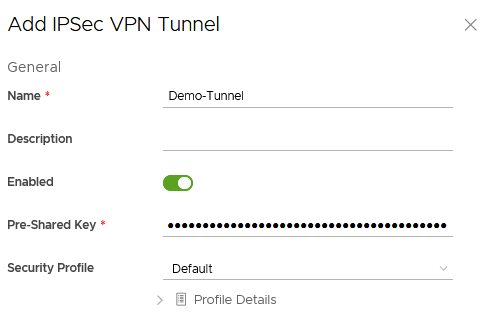 Add IPSec VPN Tunnel
General
Name * Demo-Tunnel
Description
Enabled
Pre-Shared Key * ••••••••••••••••••••••••••••••••••••••••
Security Profile Default
Profile Details